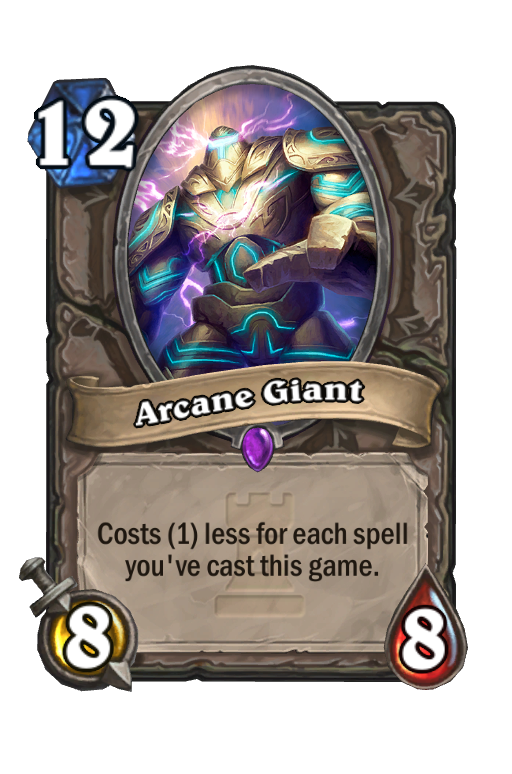 12
Arcane Giant
Costs (1) less for each spell
you've cast this game.
8
8